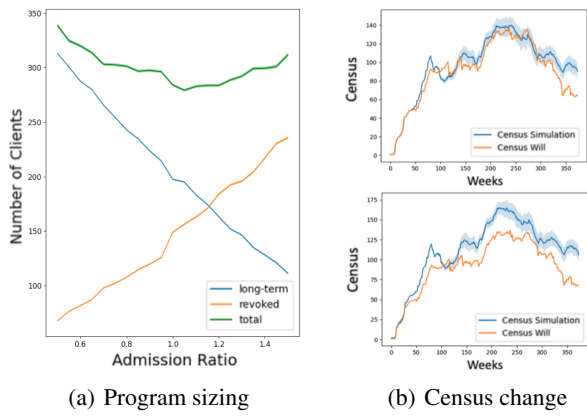 350
300
250
200
150
100
Number of Clients
long-term
revoked
total
0.6 0.8 1.0 1.2 1.4
Admission Ratio
(a) Program sizing
140
120
100
80
60
40
20
0
Census
Census Simulation
Census Will
0 50 100 150 200 250 300 350
Weeks
175
150
125
100
75
50
25
0
Census
Census Simulation
Census Will
0 50 100 150 200 250 300 350
Weeks
(b) Census change